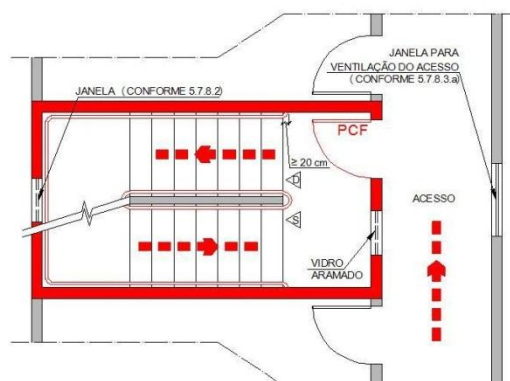 JANELA PARA
VENTILAÇÃO DO ACESSO
(CONFORME 5.7.8.3.a)
JANELA (CONFORME 5.7.8.2)
PCF
≥ 20 cm
D
ACESSO
S
VIDRO
ARAMADO